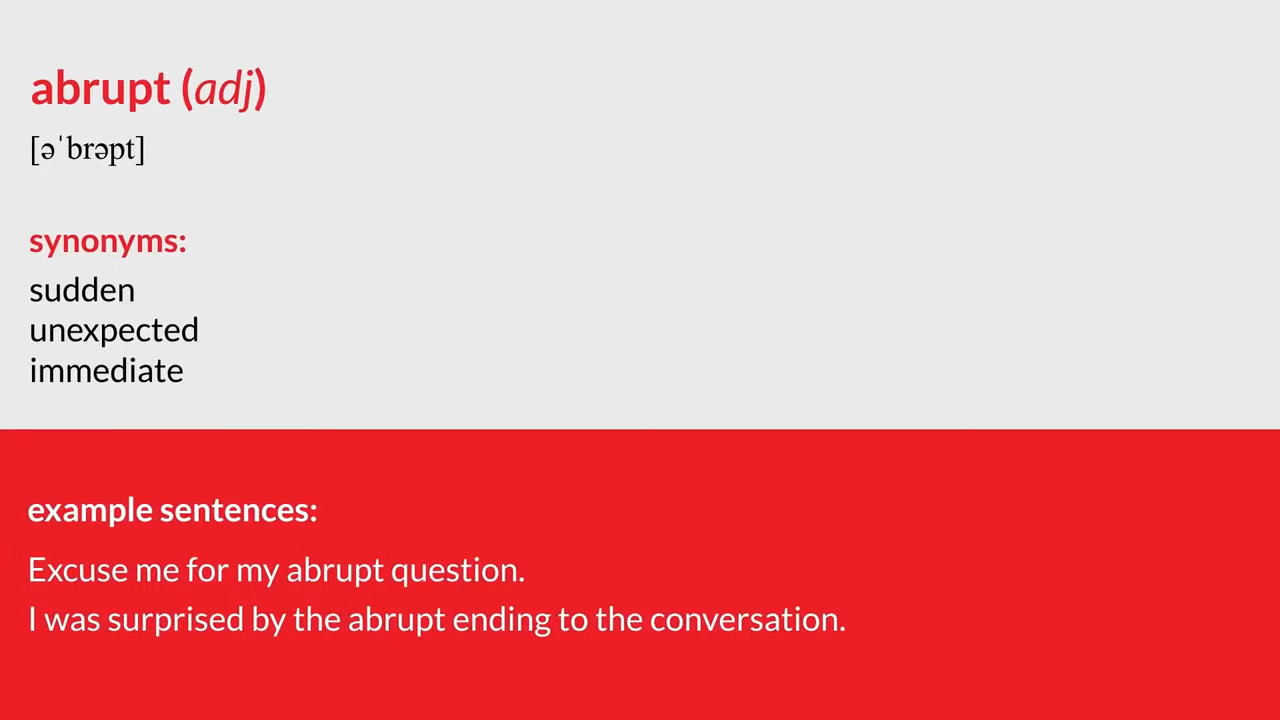 abrupt (adj)
[əˈbrəpt]
synonyms:
sudden
unexpected
immediate
example sentences:
Excuse me for my abrupt question.
I was surprised by the abrupt ending to the conversation.